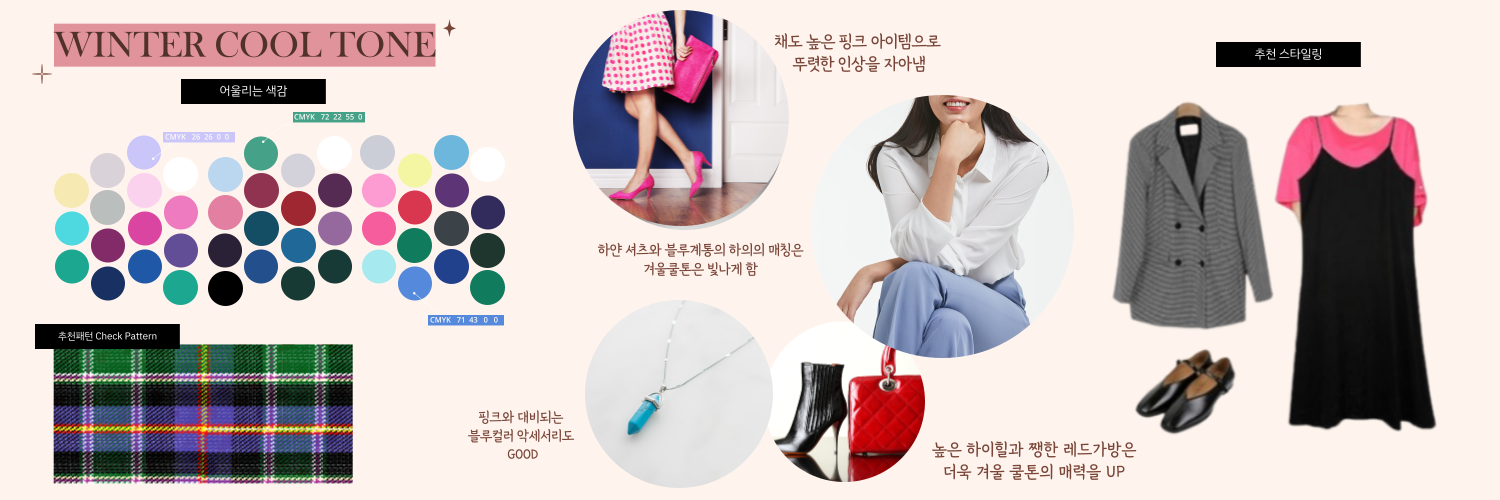 WINTER COOL TONE
어울리는 색감
CMYK 72 22 55 0
CMYK 26 26 0 0
CMYK 71 43 0 0
추천패턴 Check Pattern
채도 높은 핑크 아이템으로
뚜렷한 인상을 자아냄
하얀 셔츠와 블루계통의 하의의 매칭은
겨울쿨톤은 빛나게 함
핑크와 대비되는
블루컬러 악세서리도
GOOD
높은 하이힐과 쨍한 레드가방은
더욱 겨울 쿨톤의 매력을 UP
추천 스타일링